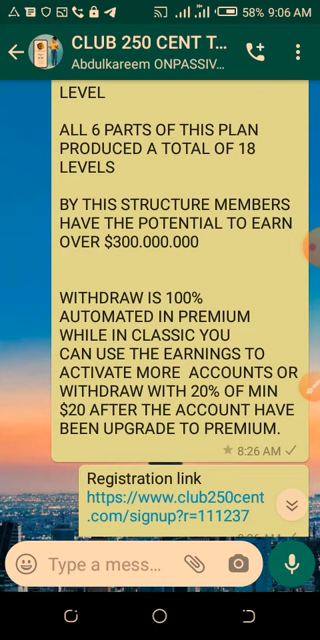 58% 9:06 AM
CLUB 250 CENT T...
Abdulkareem ONPASSIV...
LEVEL
ALL 6 PARTS OF THIS PLAN
PRODUCED A TOTAL OF 18
LEVELS
BY THIS STRUCTURE MEMBERS
HAVE THE POTENTIAL TO EARN
OVER $300.000.000
WITHDRAW IS 100%
AUTOMATED IN PREMIUM
WHILE IN CLASSIC YOU
CAN USE THE EARNINGS TO
ACTIVATE MORE ACCOUNTS OR
WITHDRAW WITH 20% OF MIN
$20 AFTER THE ACCOUNT HAVE
BEEN UPGRADE TO PREMIUM.
8:26 AM
Registration link
https://www.club250cent
.com/signup?r=111237
Type a mess...